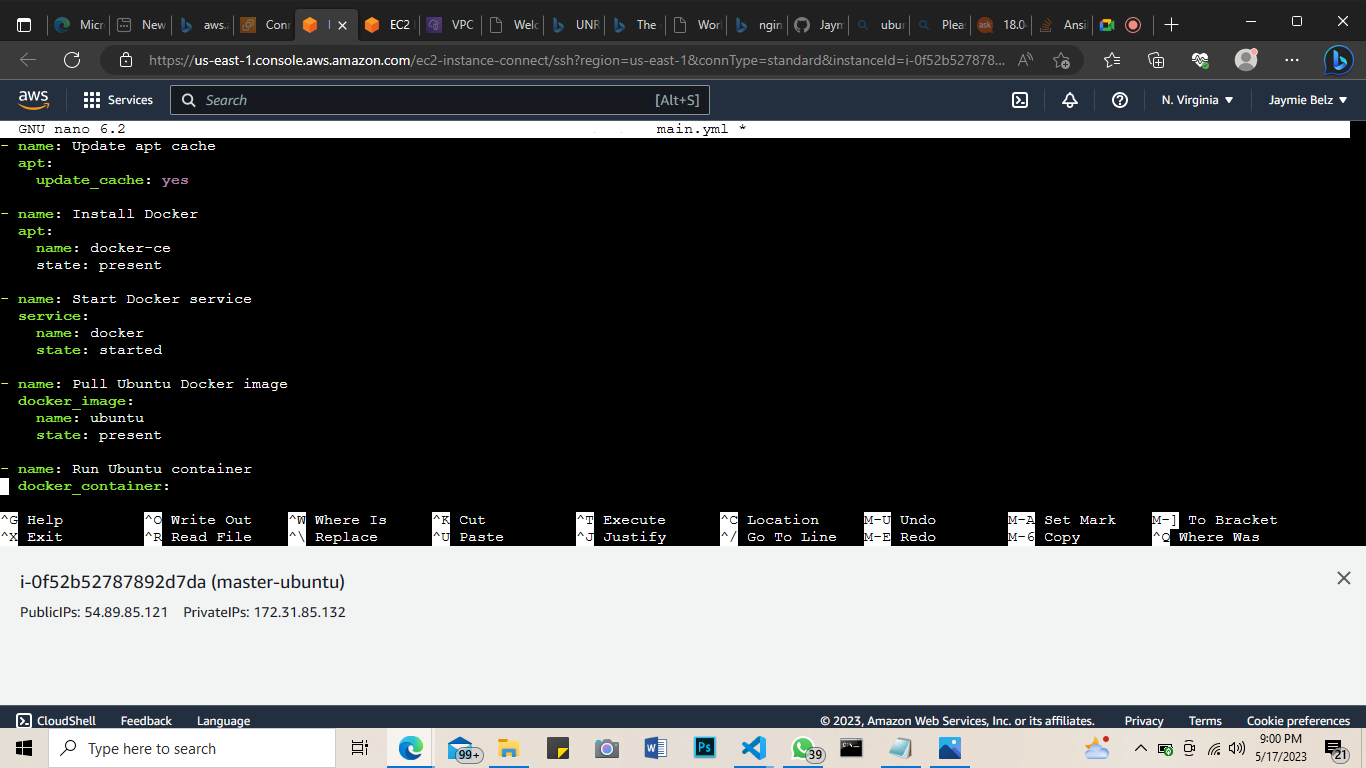 Micr
New
aws.
Conn
EC2
VPC
Welc
UNR
The
Wor
ngin
Jayn
ubur
Plea
18.0
Ansi
https://us-east-1.console.aws.amazon.com/ec2-instance-connect/ssh?region=us-east-1&connType=standard&instanceId=i-0f52b527878...
aws
Services
Search
[Alt+S]
N. Virginia
Jaymie Belz
GNU nano 6.2 main.yml *
- name: Update apt cache
  apt:
    update_cache: yes
- name: Install Docker
  apt:
    name: docker-ce
    state: present
- name: Start Docker service
  service:
    name: docker
    state: started
- name: Pull Ubuntu Docker image
  docker_image:
    name: ubuntu
    state: present
- name: Run Ubuntu container
  docker_container:
^G Help ^O Write Out ^W Where Is ^K Cut ^T Execute ^C Location M-U Undo M-A Set Mark M-] To Bracket
^X Exit ^R Read File ^\ Replace ^U Paste ^J Justify ^/ Go To Line M-E Redo M-6 Copy ^Q Where Was
i-0f52b52787892d7da (master-ubuntu)
PublicIPs: 54.89.85.121 PrivateIPs: 172.31.85.132
CloudShell Feedback Language
© 2023, Amazon Web Services, Inc. or its affiliates. Privacy Terms Cookie preferences
Type here to search
99+
Ps
39
9:00 PM
5/17/2023
21